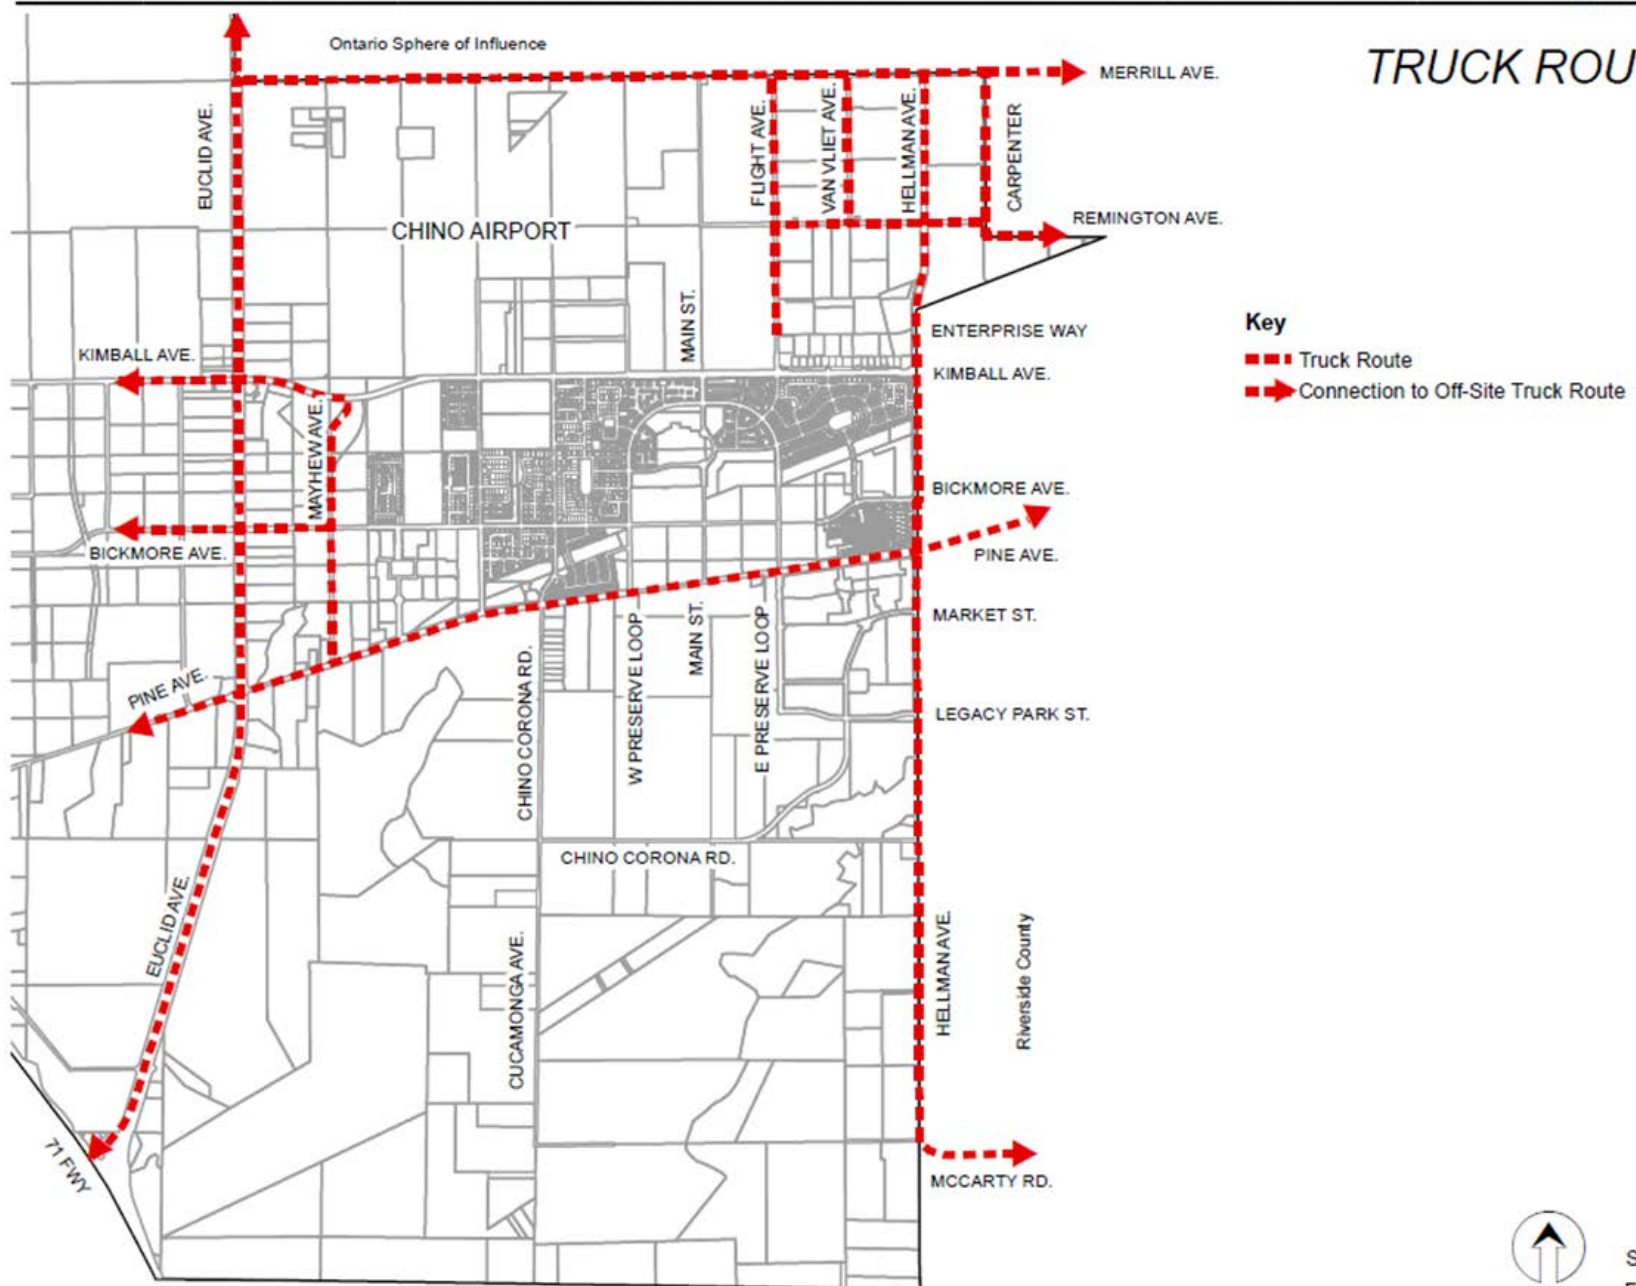 Ontario Sphere of Influence
TRUCK ROU
MERRILL AVE.
EUCLID AVE.
FLIGHT AVE.
VAN VLIET AVE.
HELLMAN AVE.
CARPENTER
REMINGTON AVE.
CHINO AIRPORT
MAIN ST.
ENTERPRISE WAY
Key
KIMBALL AVE.
Truck Route
KIMBALL AVE.
Connection to Off-Site Truck Route
MAYHEW AVE.
BICKMORE AVE.
BICKMORE AVE.
PINE AVE.
MARKET ST.
PINE AVE.
CHINO CORONA RD.
W PRESERVE LOOP
MAIN ST.
E PRESERVE LOOP
LEGACY PARK ST.
CHINO CORONA RD.
EUCLID AVE.
CUCAMONGA AVE.
HELLMAN AVE.
Riverside County
71 FWY
MCCARTY RD.